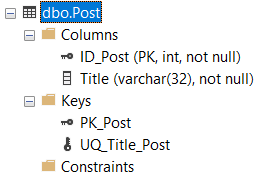 dbo.Post
Columns
ID_Post (PK, int, not null)
Title (varchar(32), not null)
Keys
PK_Post
UQ_Title_Post
Constraints